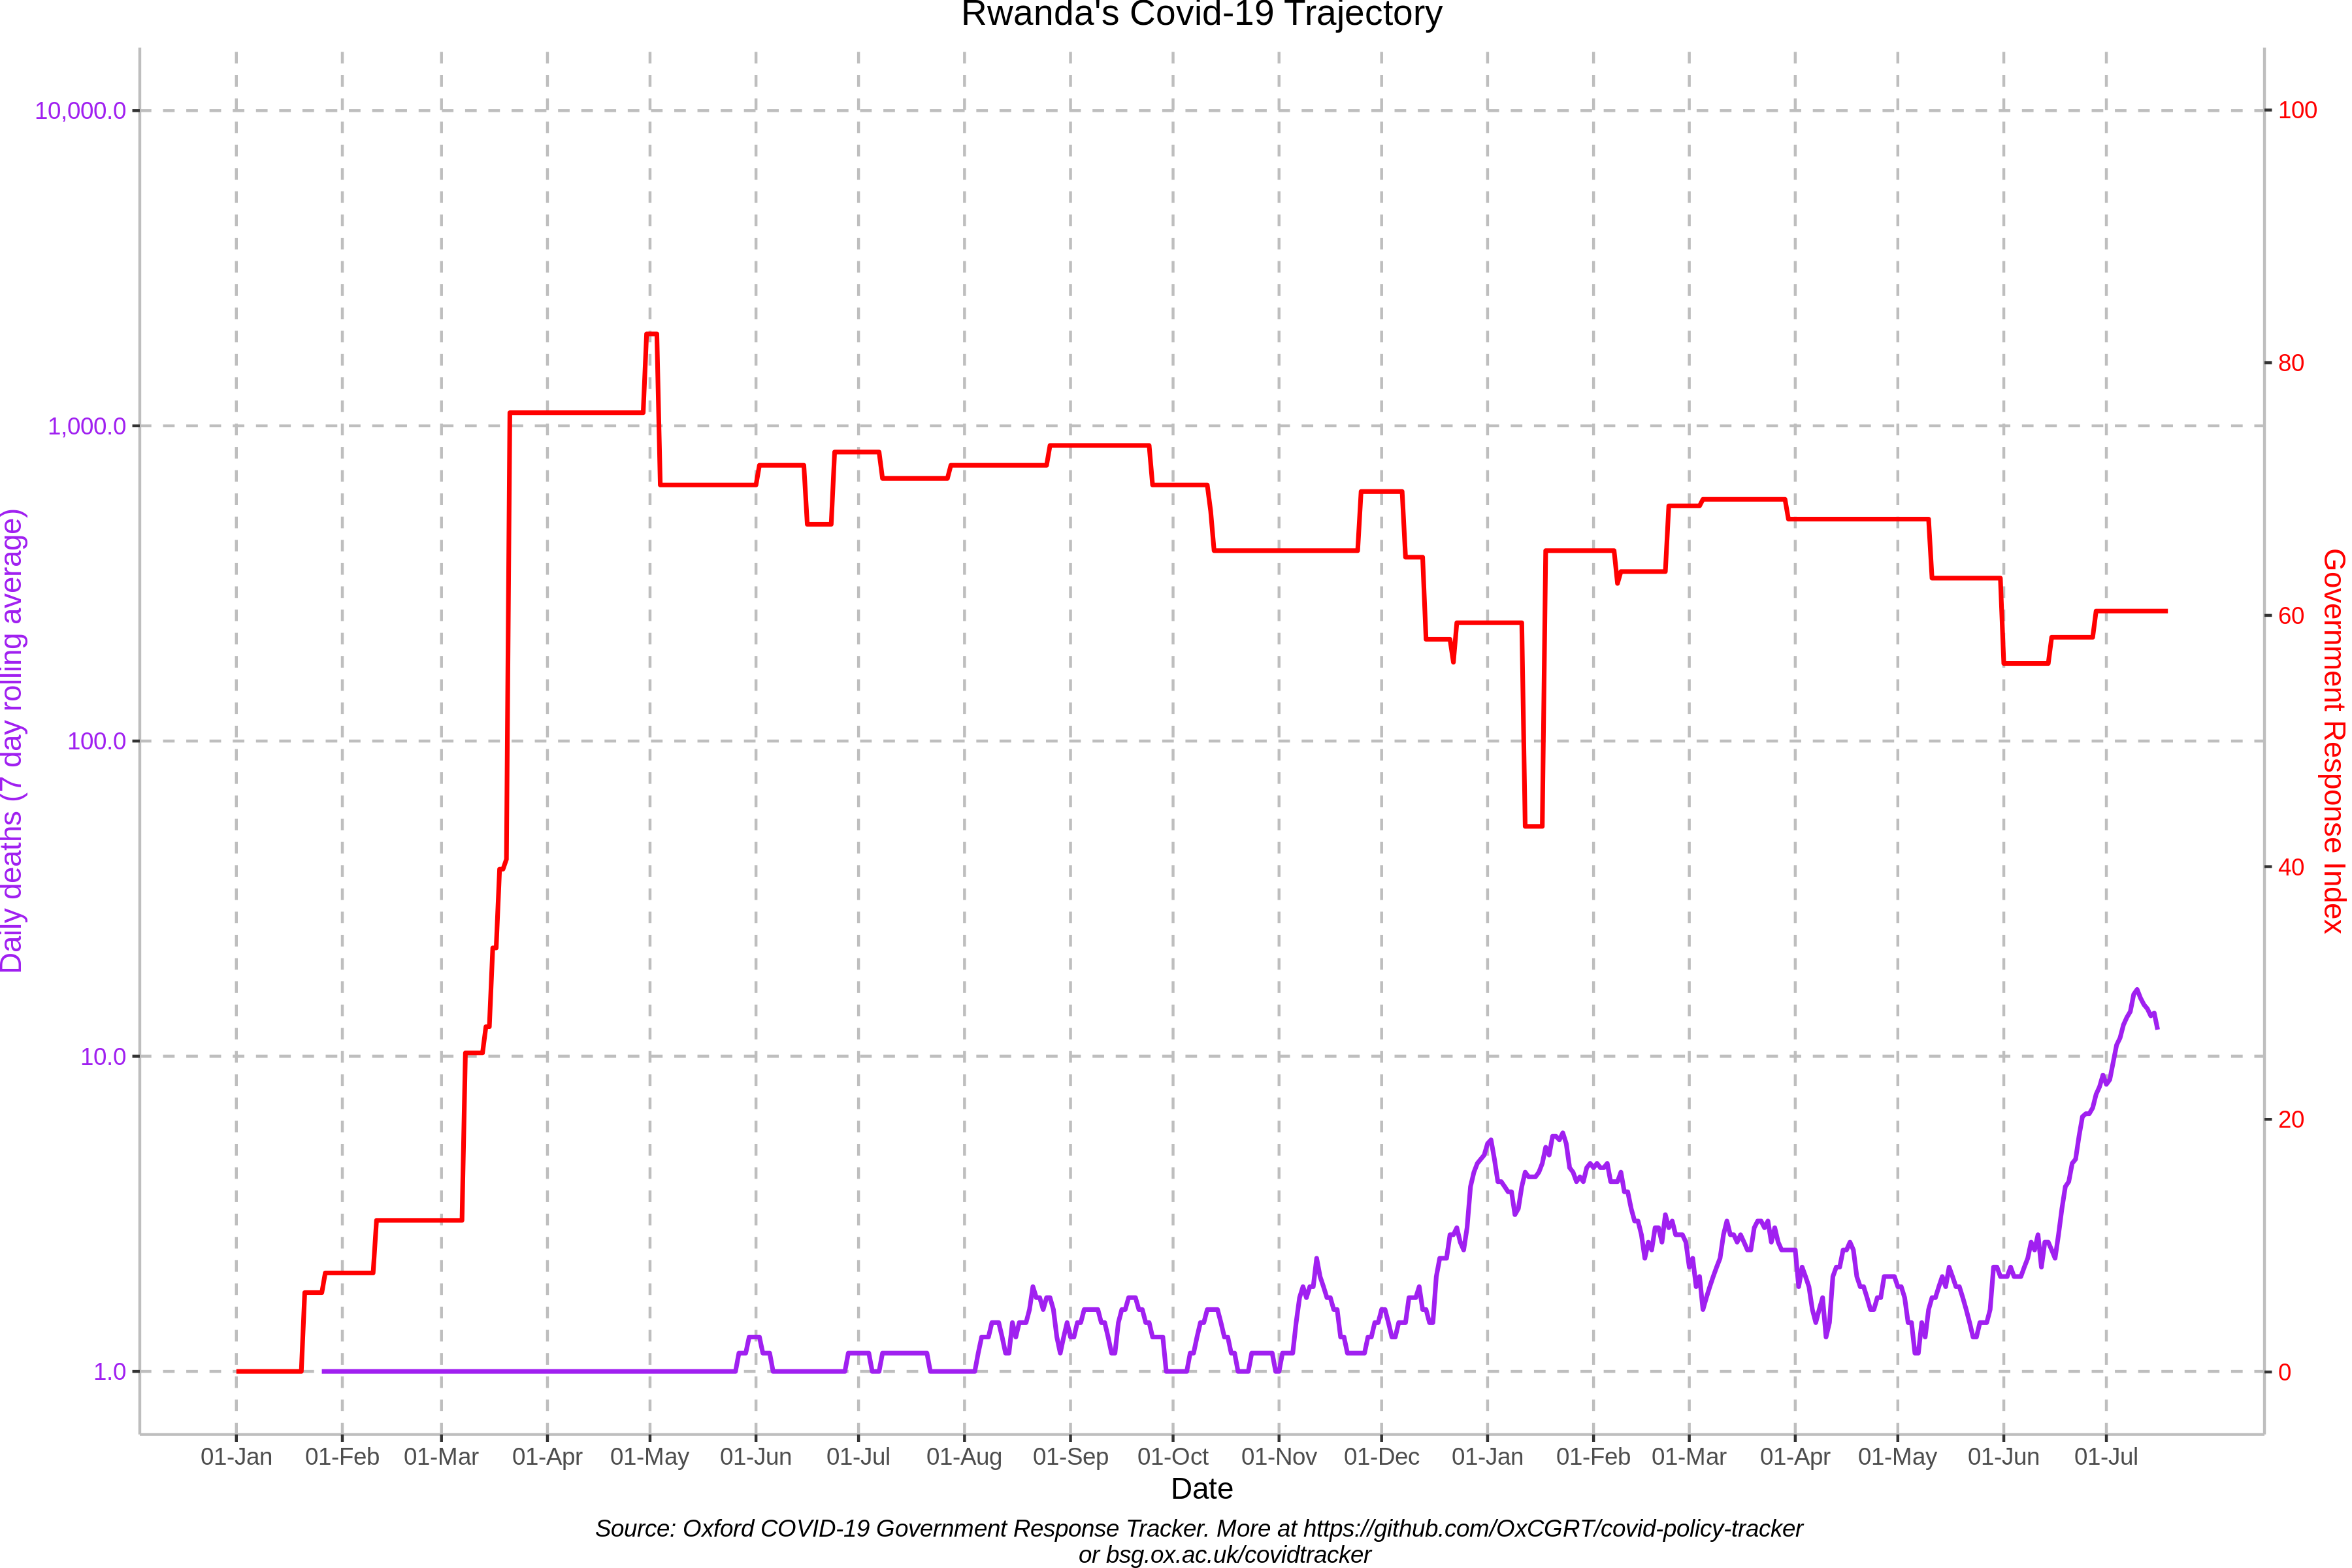 Rwanda's Covid-19 Trajectory
10,000.0
1,000.0
100.0
10.0
1.0
Daily deaths (7 day rolling average)
100
80
60
40
20
0
Government Response Index
01-Jan 01-Feb 01-Mar 01-Apr 01-May 01-Jun 01-Jul 01-Aug 01-Sep 01-Oct 01-Nov 01-Dec 01-Jan 01-Feb 01-Mar 01-Apr 01-May 01-Jun 01-Jul
Date
Source: Oxford COVID-19 Government Response Tracker. More at https://github.com/OxCGRT/covid-policy-tracker
or bsg.ox.ac.uk/covidtracker